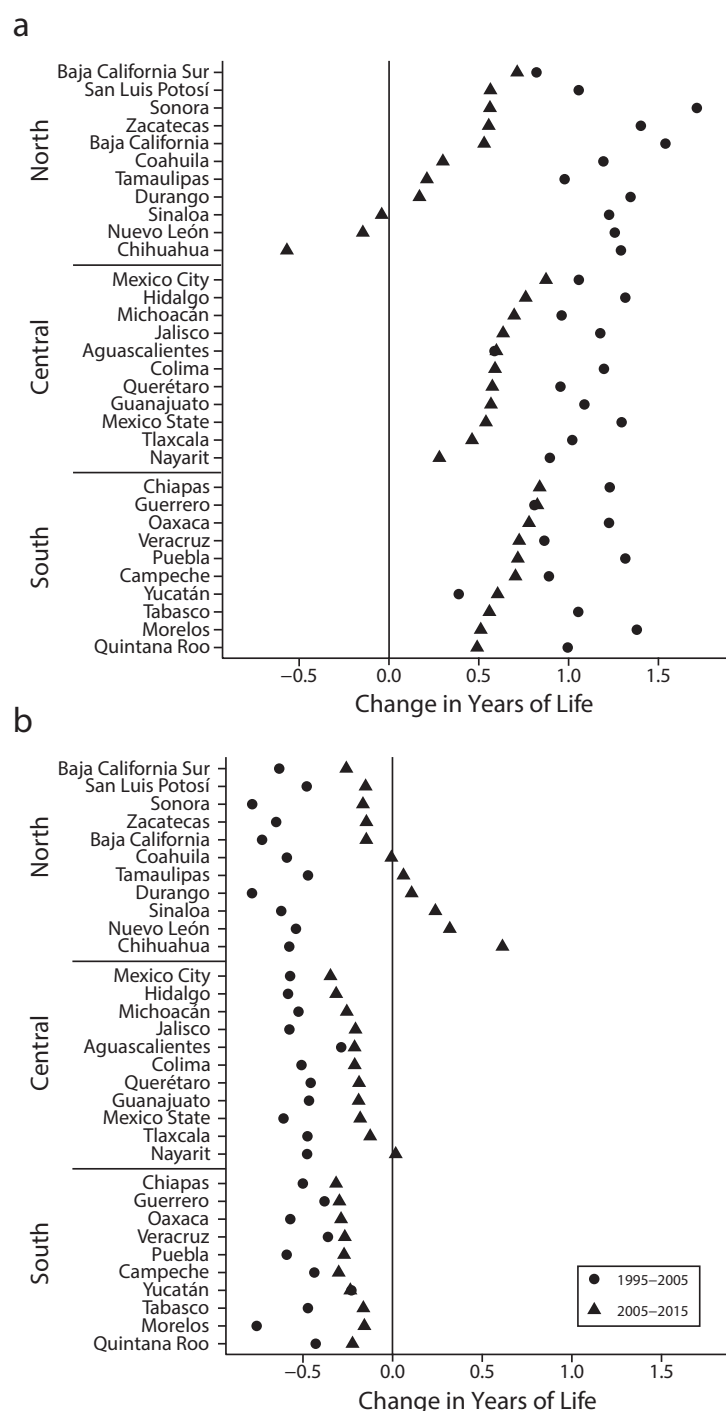 a
North
Baja California Sur
San Luis Potosí
Sonora
Zacatecas
Baja California
Coahuila
Tamaulipas
Durango
Sinaloa
Nuevo León
Chihuahua
Central
Mexico City
Hidalgo
Michoacán
Jalisco
Aguascalientes
Colima
Querétaro
Guanajuato
Mexico State
Tlaxcala
Nayarit
South
Chiapas
Guerrero
Oaxaca
Veracruz
Puebla
Campeche
Yucatán
Tabasco
Morelos
Quintana Roo
−0.5 0.0 0.5 1.0 1.5
Change in Years of Life
b
North
Baja California Sur
San Luis Potosí
Sonora
Zacatecas
Baja California
Coahuila
Tamaulipas
Durango
Sinaloa
Nuevo León
Chihuahua
Central
Mexico City
Hidalgo
Michoacán
Jalisco
Aguascalientes
Colima
Querétaro
Guanajuato
Mexico State
Tlaxcala
Nayarit
South
Chiapas
Guerrero
Oaxaca
Veracruz
Puebla
Campeche
Yucatán
Tabasco
Morelos
Quintana Roo
1995−2005
2005−2015
−0.5 0.0 0.5 1.0 1.5
Change in Years of Life